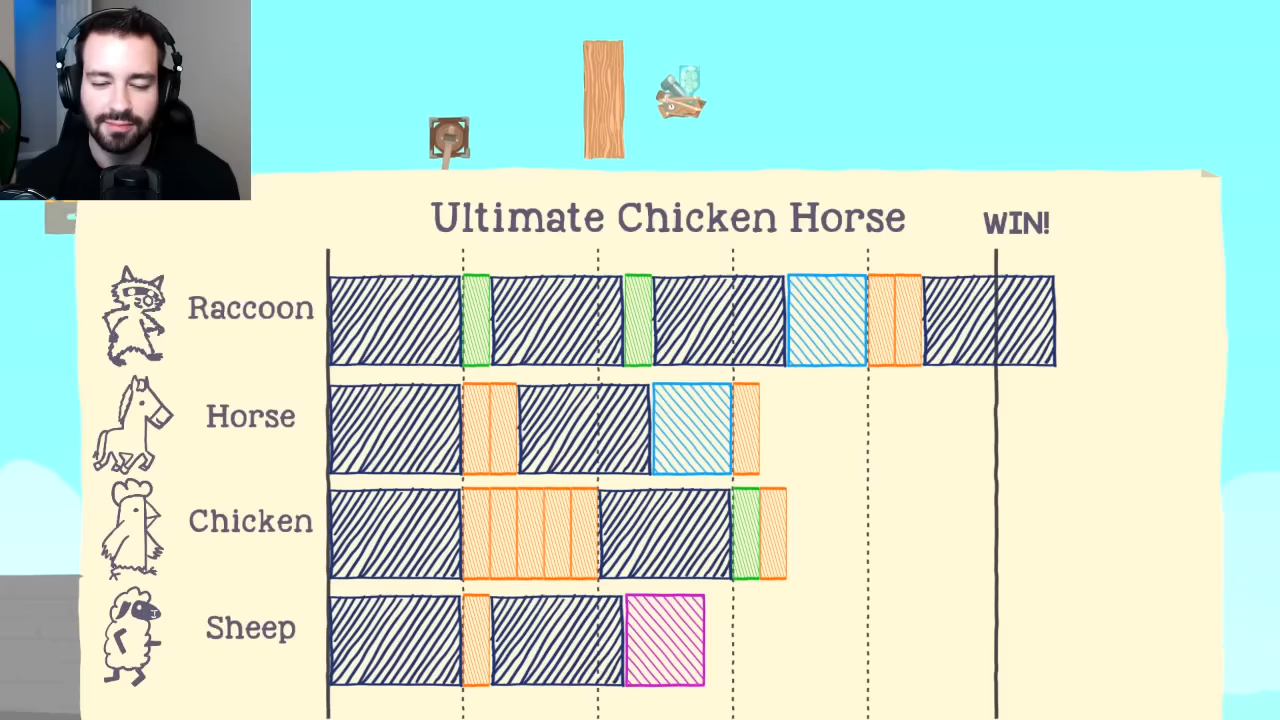 Ultimate Chicken Horse
WIN!
Raccoon
Horse
Chicken
Sheep